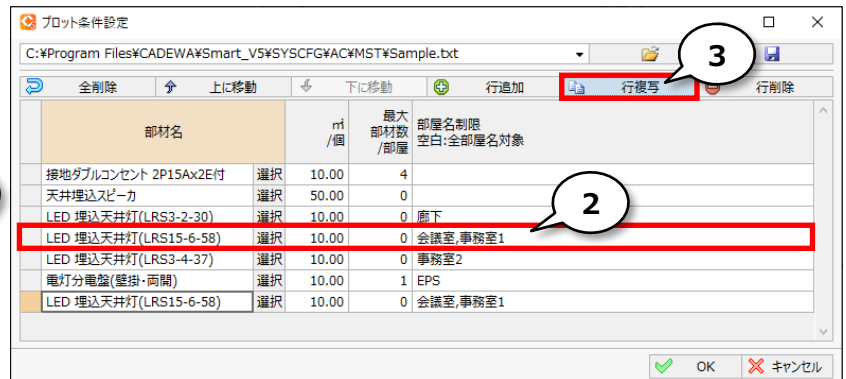 プロット条件設定
C:¥Program Files¥CADEWA¥Smart_V5¥SYSCFG¥AC¥MST¥Sample.txt
3
全削除 上に移動 下に移動 行追加 行複写 行削除
部材名 ㎡/個 最大部材数/部屋 部屋名制限 空白:全部屋名対象
接地ダブルコンセント 2P15Ax2E付 選択 10.00 4
天井埋込スピーカ 選択 50.00 0
2
LED 埋込天井灯(LRS3-2-30) 選択 10.00 0 廊下
LED 埋込天井灯(LRS15-6-58) 選択 10.00 0 会議室,事務室1
LED 埋込天井灯(LRS3-4-37) 選択 10.00 0 事務室2
電灯分電盤(壁掛・両開) 選択 10.00 1 EPS
LED 埋込天井灯(LRS15-6-58) 選択 10.00 0 会議室,事務室1
OK キャンセル